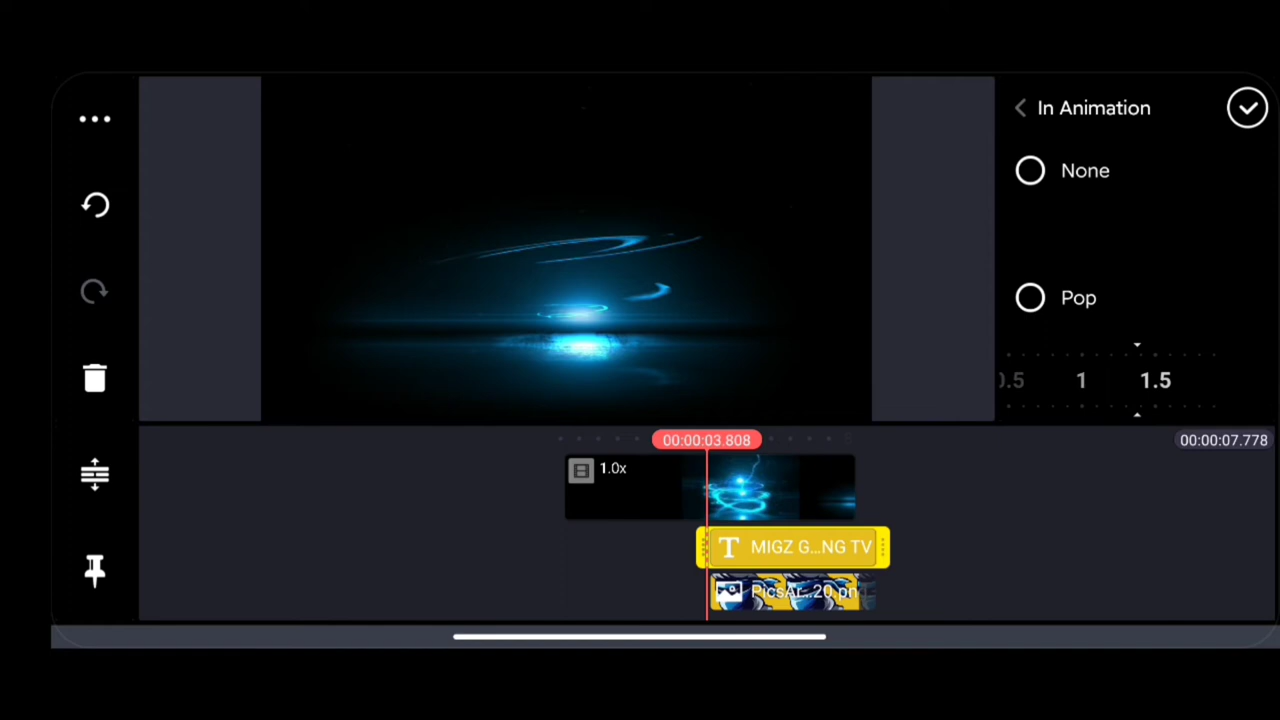 In Animation
None
Pop
0.5 1 1.5
00:00:03.808
00:00:07.778
1.0x
T MIGZ G...NG TV
PicsAr...20.pn